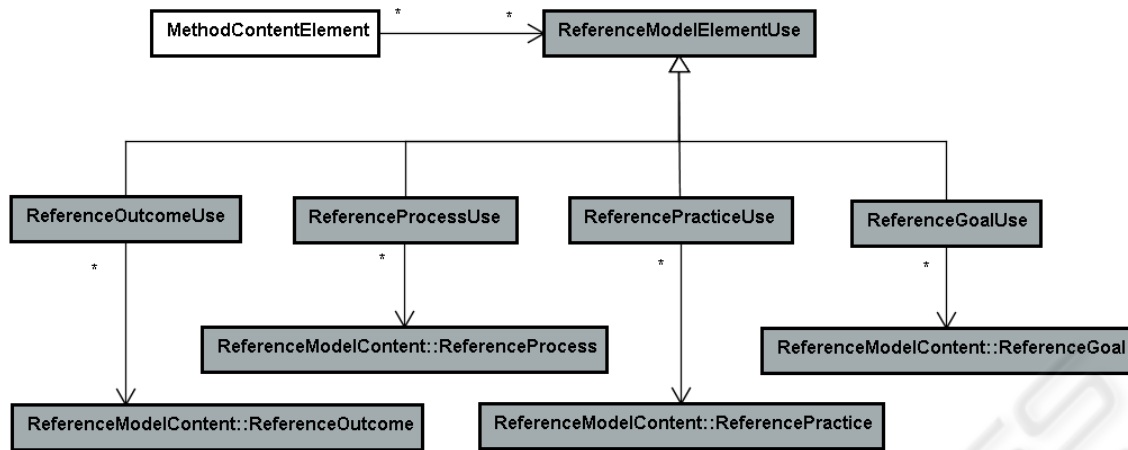 * *
MethodContentElement ReferenceModelElementUse
ReferenceOutcomeUse ReferenceProcessUse ReferencePracticeUse ReferenceGoalUse
* * * *
ReferenceModelContent::ReferenceProcess ReferenceModelContent::ReferenceGoal
ReferenceModelContent::ReferenceOutcome ReferenceModelContent::ReferencePractice